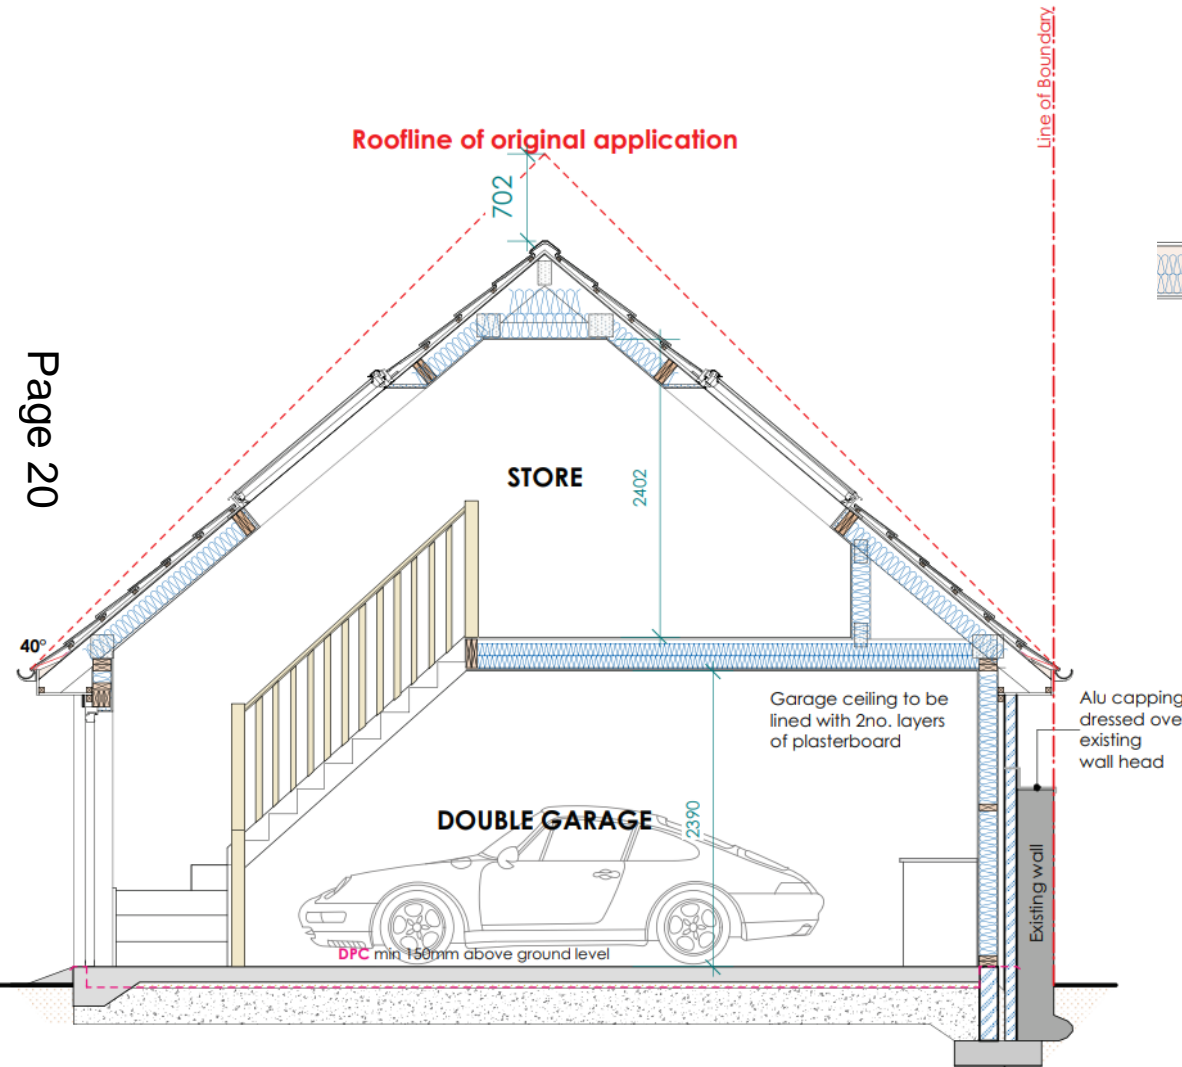 Line of Boundary
Roofline of original application
702
Page 20
STORE
2402
40°
Garage ceiling to be
lined with 2no. layers
of plasterboard
Alu capping
dressed ove
existing
wall head
DOUBLE GARAGE
2390
Existing wall
DPC min 150mm above ground level